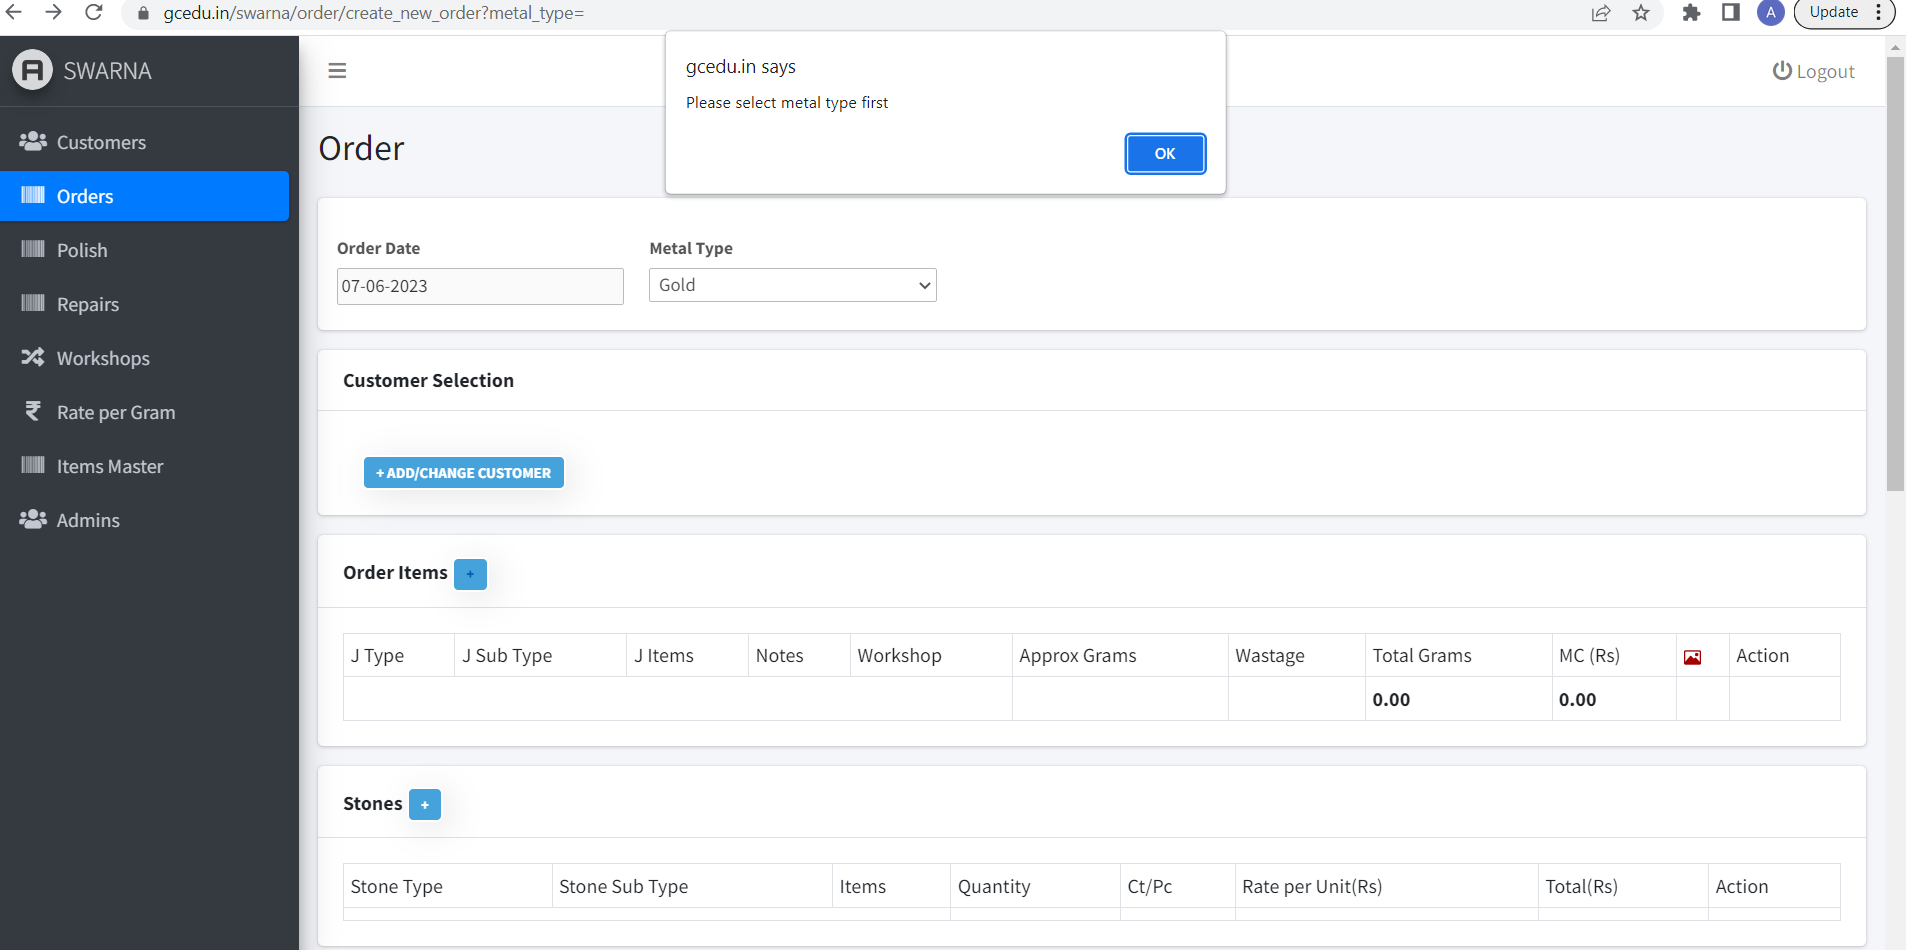 gcedu.in/swarna/order/create_new_order?metal_type=
A
Update
SWARNA
Customers
Orders
Polish
Repairs
Workshops
Rate per Gram
Items Master
Admins
gcedu.in says
Please select metal type first
OK
Logout
Order
Order Date
Metal Type
07-06-2023
Gold
Customer Selection
+ ADD/CHANGE CUSTOMER
Order Items +
J Type J Sub Type J Items Notes Workshop Approx Grams Wastage Total Grams MC (Rs) Action
0.00 0.00
Stones +
Stone Type Stone Sub Type Items Quantity Ct/Pc Rate per Unit(Rs) Total(Rs) Action